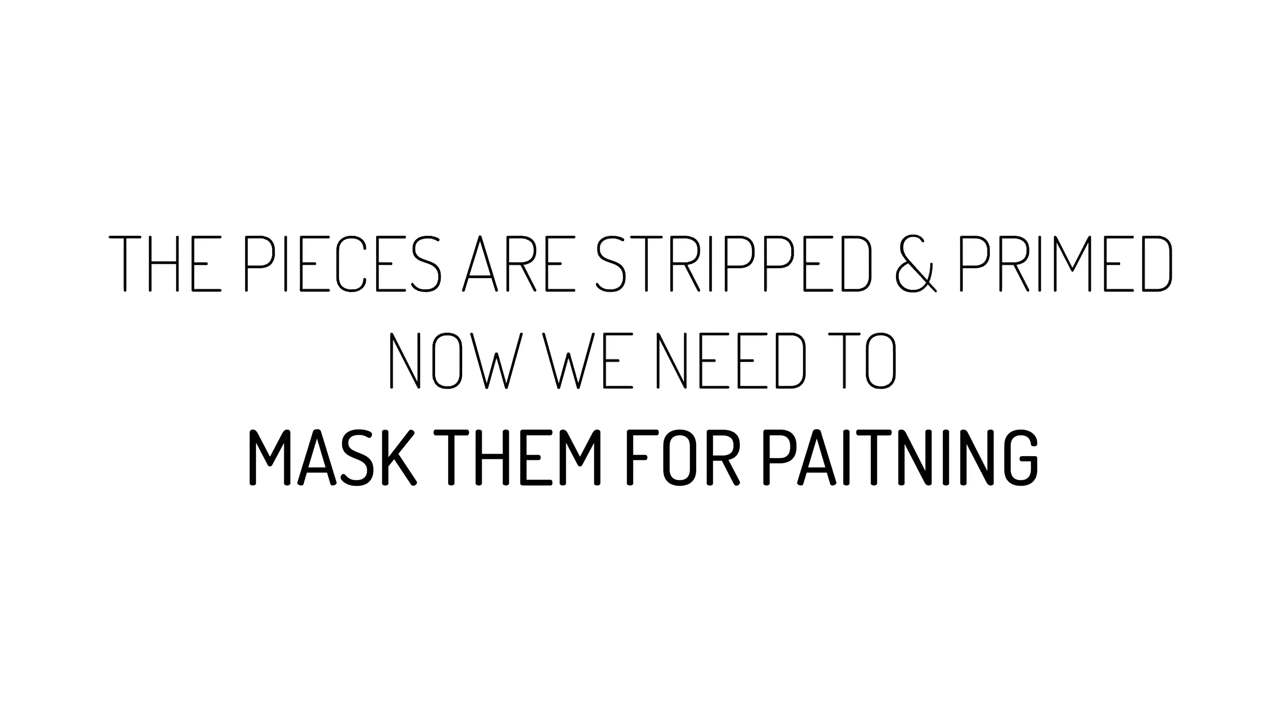 THE PIECES ARE STRIPPED & PRIMED
NOW WE NEED TO
MASK THEM FOR PAITNING